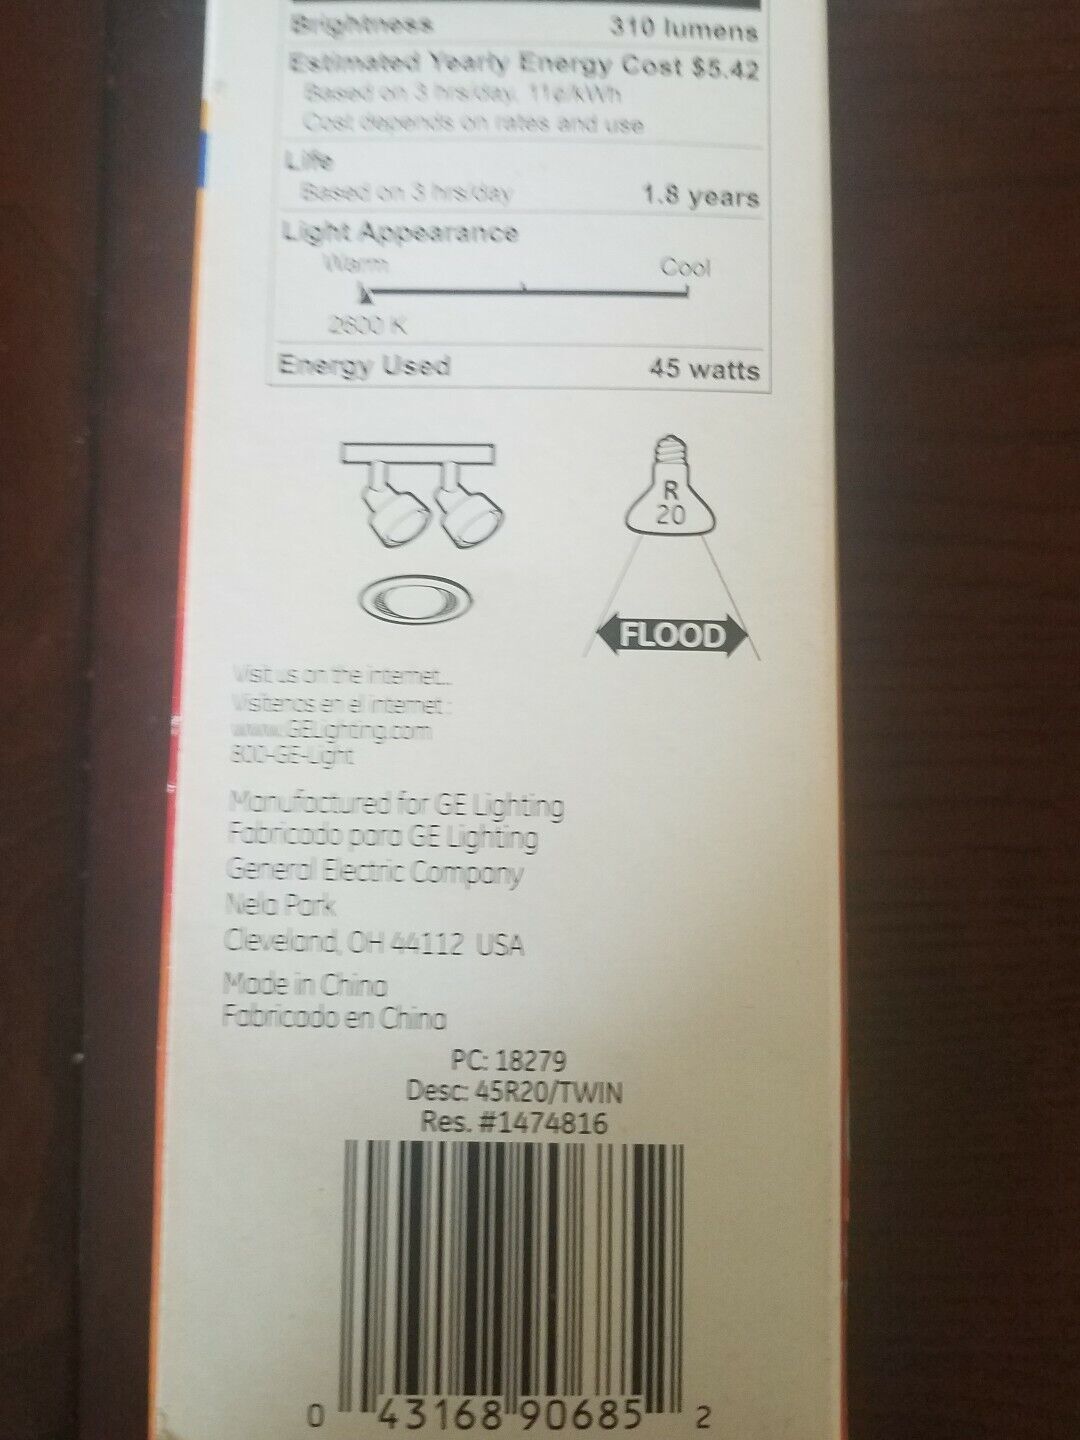 Brightness 310 lumens
Estimated Yearly Energy Cost $5.42
Based on 3 hrs/day, 11¢/kWh
Cost depends on rates and use
Life
Based on 3 hrs/day 1.8 years
Light Appearance
Warm Cool
2600 K
Energy Used 45 watts
R
20
FLOOD
Visit us on the internet...
Visítenos en el internet:
www.GELighting.com
800-GE-Light
Manufactured for GE Lighting
Fabricado para GE Lighting
General Electric Company
Nela Park
Cleveland, OH 44112 USA
Made in China
Fabricado en China
PC: 18279
Desc: 45R20/TWIN
Res. #1474816
0 43168 90685 2